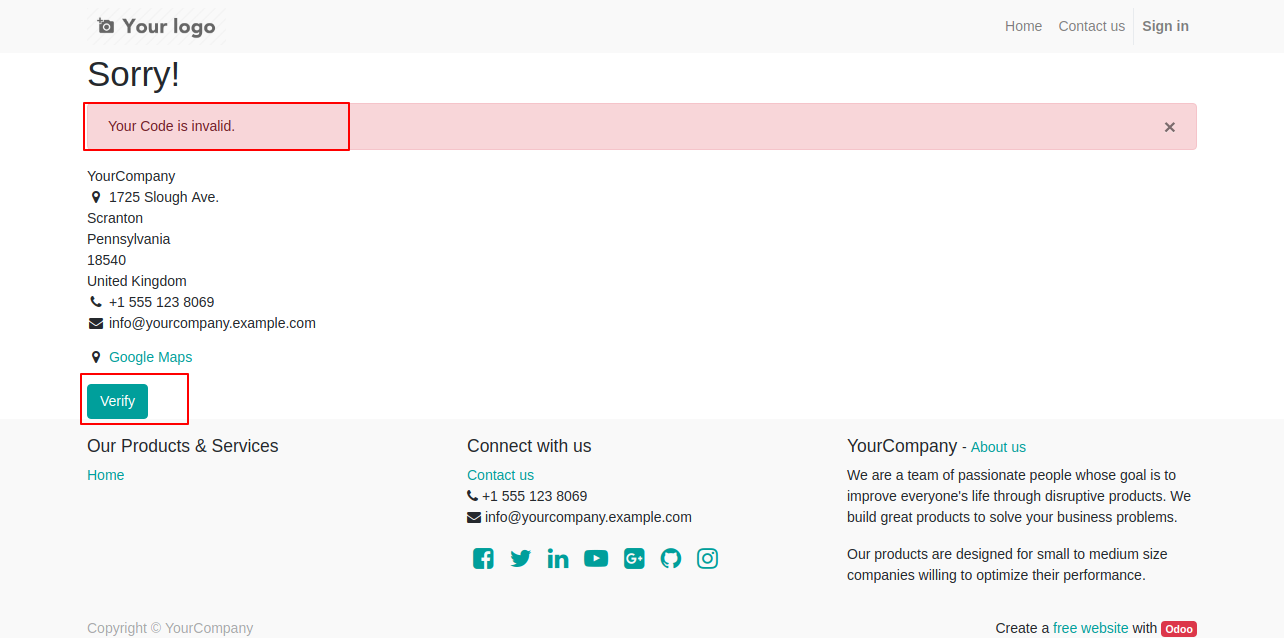 Your logo
Home Contact us Sign in
Sorry!
Your Code is invalid. ×
YourCompany
1725 Slough Ave.
Scranton
Pennsylvania
18540
United Kingdom
+1 555 123 8069
info@yourcompany.example.com
Google Maps
Verify
Our Products & Services
Home
Connect with us
Contact us
+1 555 123 8069
info@yourcompany.example.com
YourCompany - About us
We are a team of passionate people whose goal is to
improve everyone's life through disruptive products. We
build great products to solve your business problems.
Our products are designed for small to medium size
companies willing to optimize their performance.
Copyright © YourCompany
Create a free website with Odoo